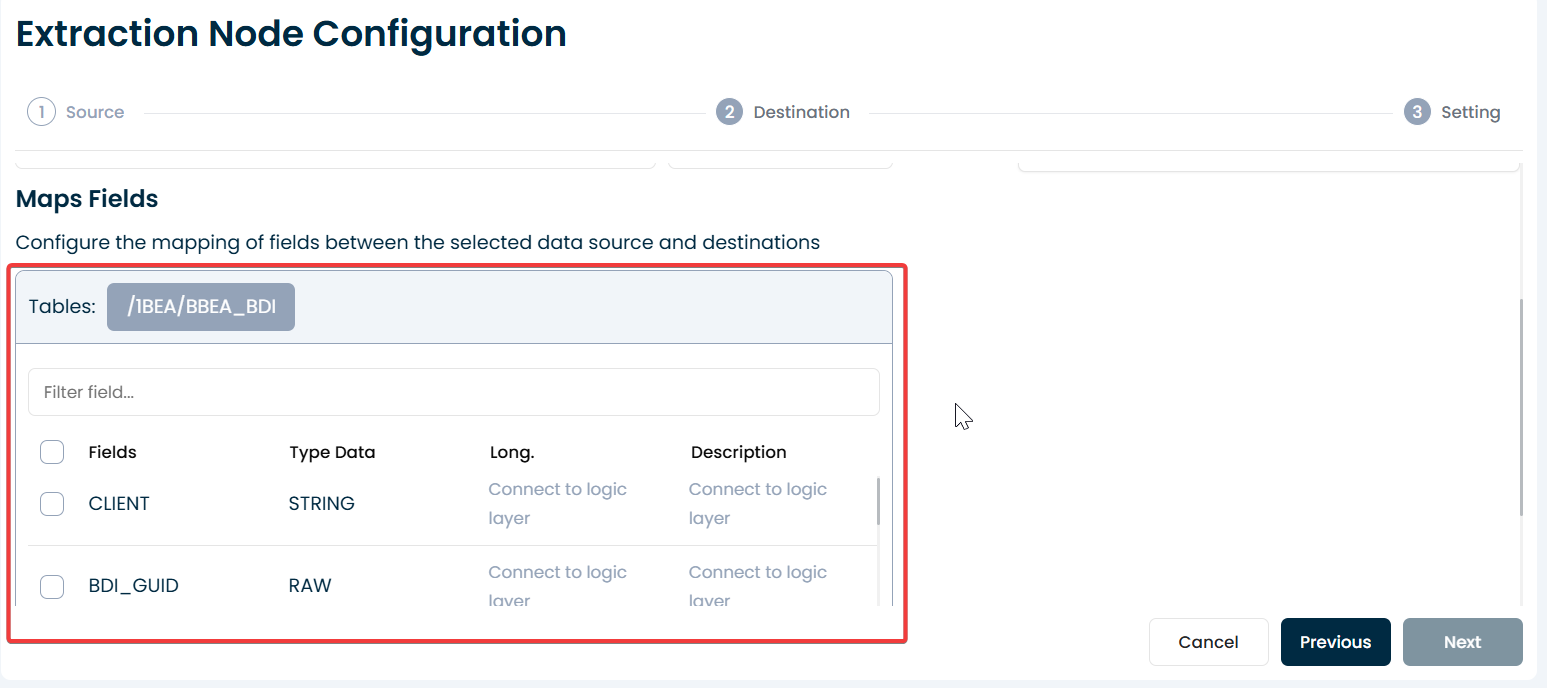 Extraction Node Configuration
1 Source 2 Destination 3 Setting
Maps Fields
Configure the mapping of fields between the selected data source and destinations
Tables: /1BEA/BBEA_BDI
Filter field...
Fields Type Data Long. Description
CLIENT STRING Connect to logic layer Connect to logic layer
BDI_GUID RAW Connect to logic layer Connect to logic layer
Cancel Previous Next